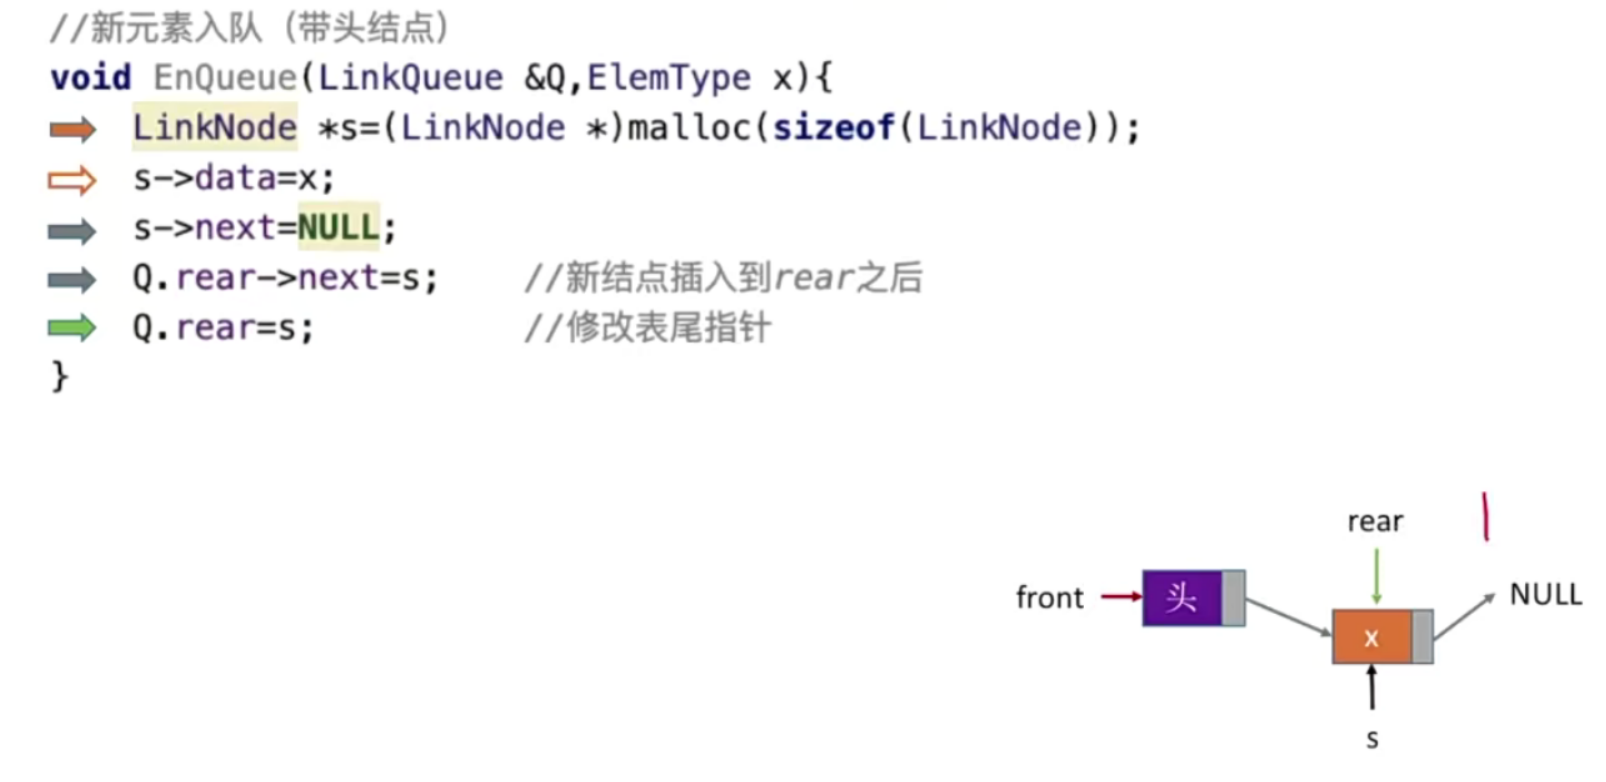 //新元素入队（带头结点）
void EnQueue(LinkQueue &Q,ElemType x){
LinkNode *s=(LinkNode *)malloc(sizeof(LinkNode));
s->data=x;
s->next=NULL;
Q.rear->next=s; //新结点插入到rear之后
Q.rear=s; //修改表尾指针
}
rear
front
头
NULL
x
s